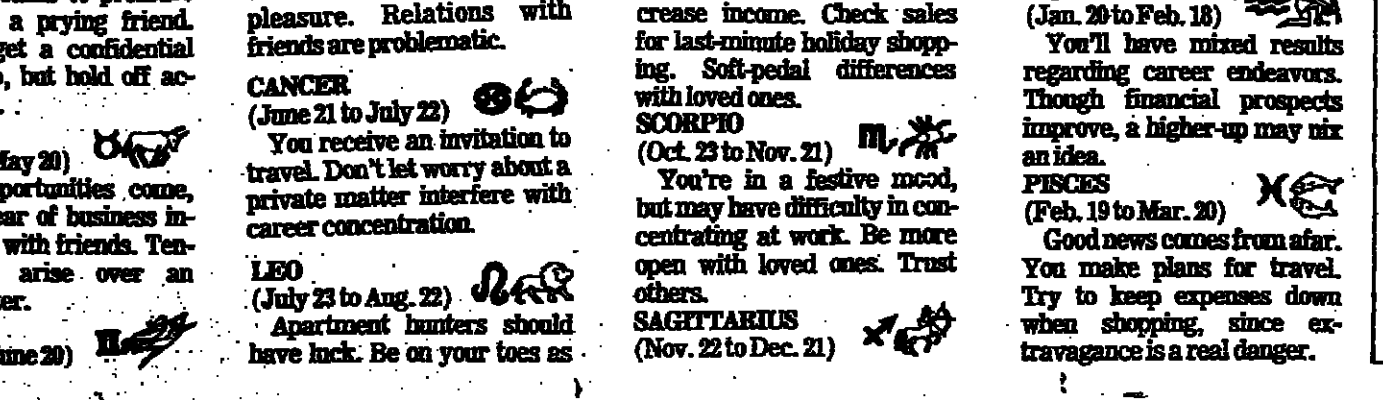 a prying friend.
get a confidential
, but hold off ac-
May 20)
portunities come,
ear of business in-
with friends. Ten-
arise over an
er.
une 20)
pleasure. Relations with
friends are problematic.
CANCER
(June 21 to July 22)
You receive an invitation to
travel. Don't let worry about a
private matter interfere with
career concentration.
LEO
(July 23 to Aug. 22)
Apartment hunters should
have luck. Be on your toes as
crease income. Check sales
for last-minute holiday shopp-
ing. Soft-pedal differences
with loved ones.
SCORPIO
(Oct. 23 to Nov. 21)
You're in a festive mood,
but may have difficulty in con-
centrating at work. Be more
open with loved ones. Trust
others.
SAGITTARIUS
(Nov. 22 to Dec. 21)
(Jan. 20 to Feb. 18)
You'll have mixed results
regarding career endeavors.
Though financial prospects
improve, a higher-up may nix
an idea.
PISCES
(Feb. 19 to Mar. 20)
Good news comes from afar.
You make plans for travel.
Try to keep expenses down
when shopping, since ex-
travagance is a real danger.